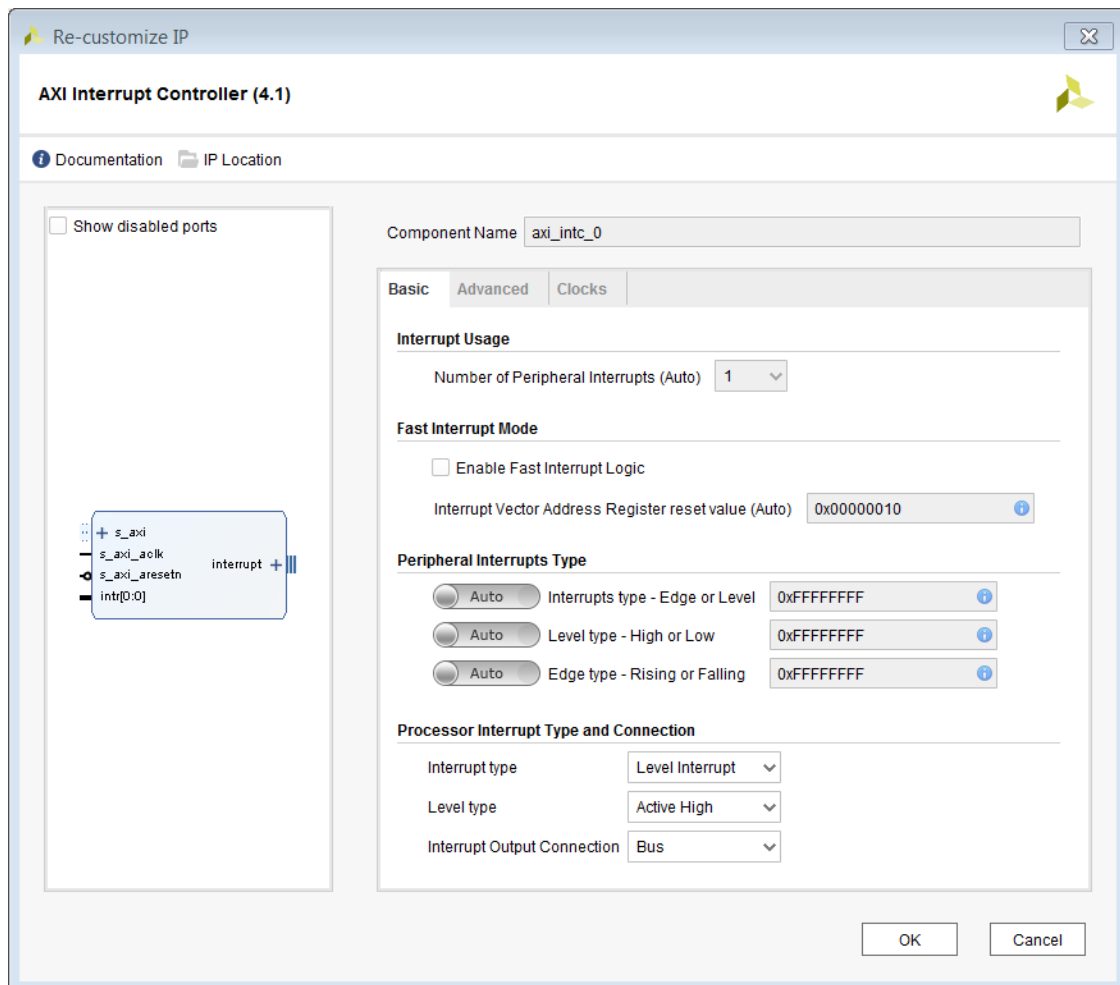 Re-customize IP
AXI Interrupt Controller (4.1)
Documentation IP Location
Show disabled ports
s_axi
s_axi_aclk
s_axi_aresetn
intr[0:0]
interrupt
Component Name axi_intc_0
Basic Advanced Clocks
Interrupt Usage
Number of Peripheral Interrupts (Auto) 1
Fast Interrupt Mode
Enable Fast Interrupt Logic
Interrupt Vector Address Register reset value (Auto) 0x00000010
Peripheral Interrupts Type
Auto Interrupts type - Edge or Level 0xFFFFFFFF
Auto Level type - High or Low 0xFFFFFFFF
Auto Edge type - Rising or Falling 0xFFFFFFFF
Processor Interrupt Type and Connection
Interrupt type Level Interrupt
Level type Active High
Interrupt Output Connection Bus
OK Cancel